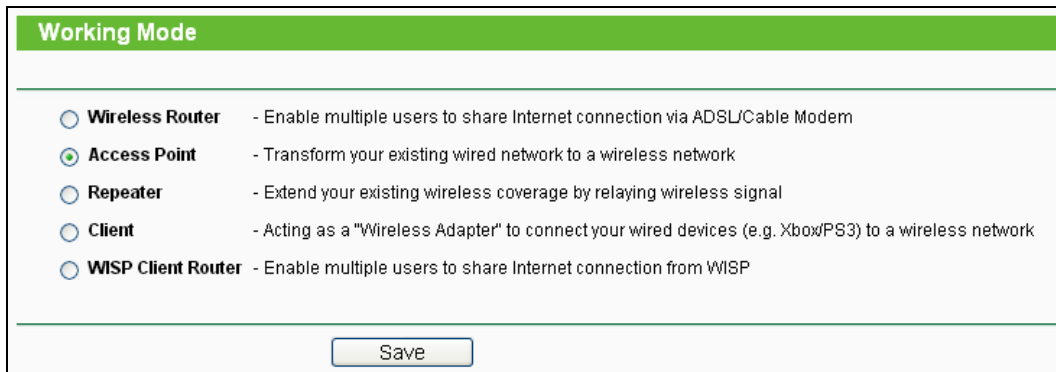 Working Mode
Wireless Router - Enable multiple users to share Internet connection via ADSL/Cable Modem
Access Point - Transform your existing wired network to a wireless network
Repeater - Extend your existing wireless coverage by relaying wireless signal
Client - Acting as a "Wireless Adapter" to connect your wired devices (e.g. Xbox/PS3) to a wireless network
WISP Client Router - Enable multiple users to share Internet connection from WISP
Save